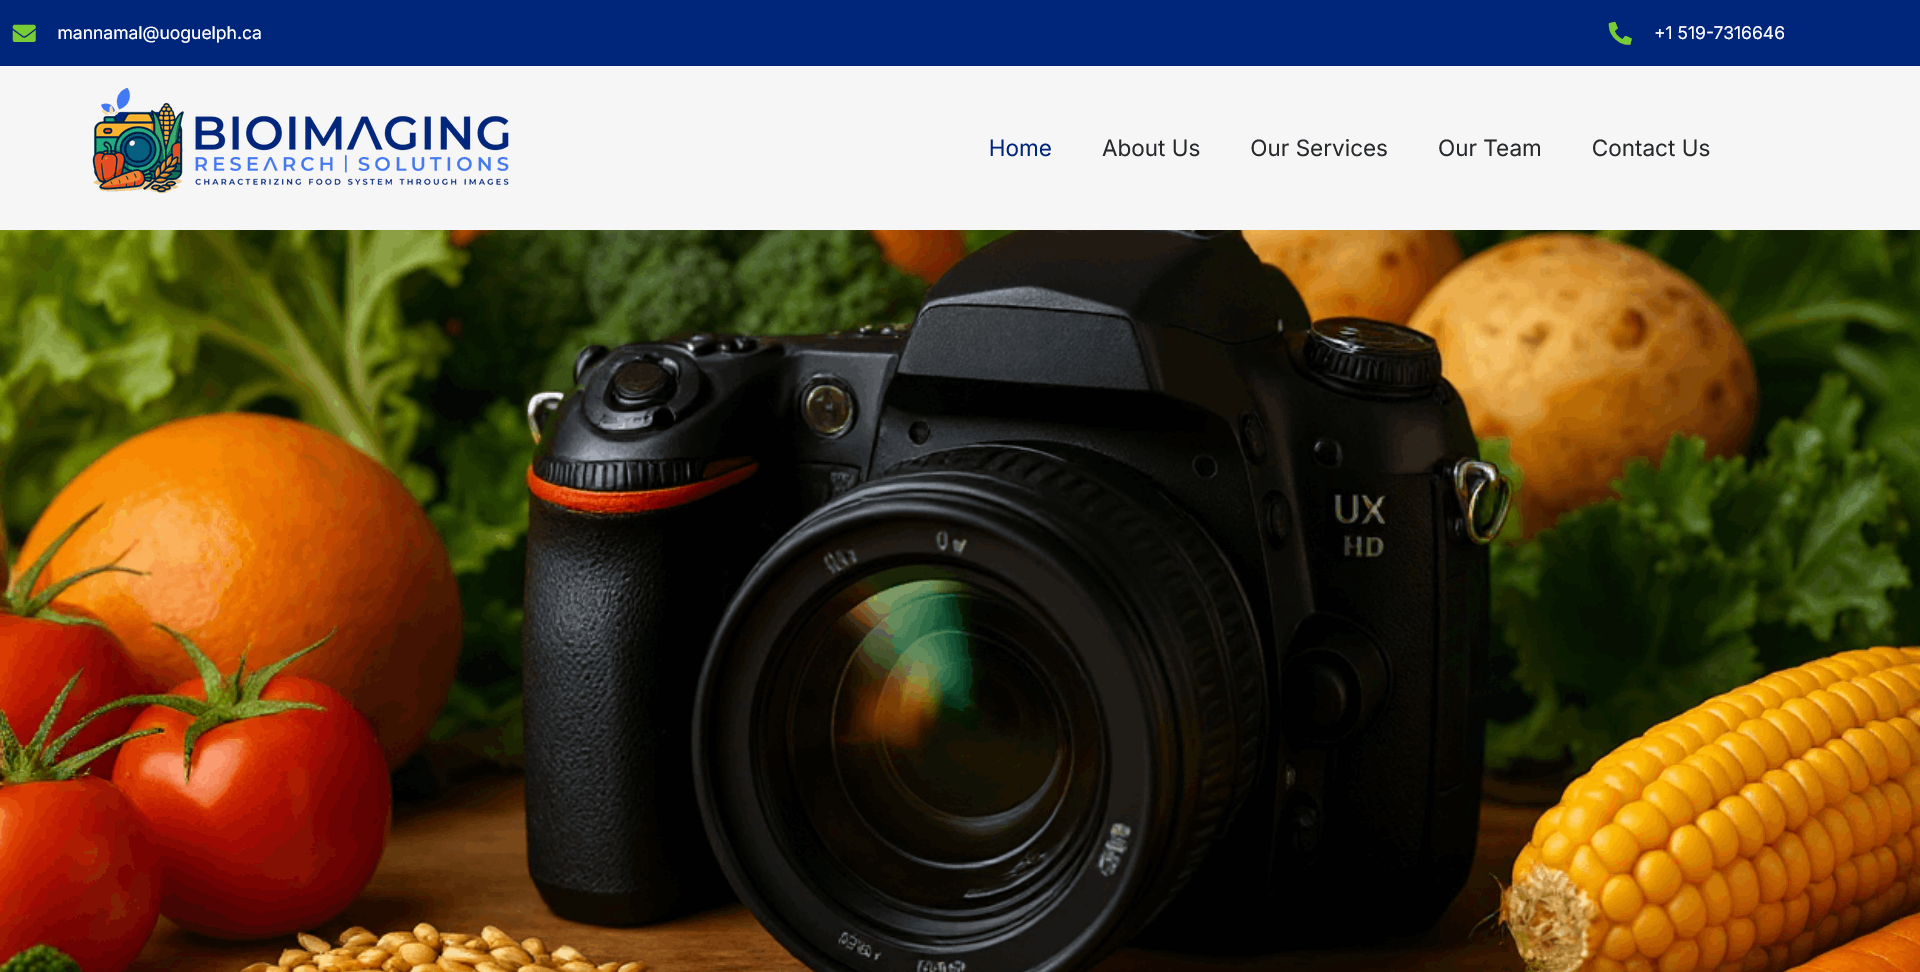 mannamal@uoguelph.ca
+1 519-7316646
BIOIMAGING
RESEARCH | SOLUTIONS
CHARACTERIZING FOOD SYSTEM THROUGH IMAGES
Home
About Us
Our Services
Our Team
Contact Us
UX
HD